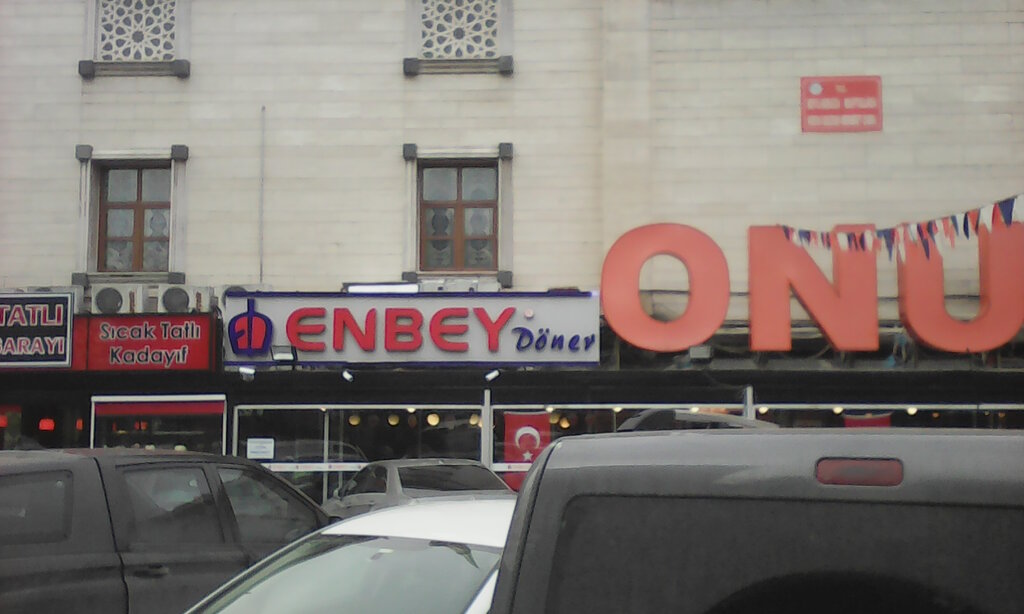 TATLI
SARAYI
Sıcak Tatlı
Kadayıf
ENBEY
Döner
ONU